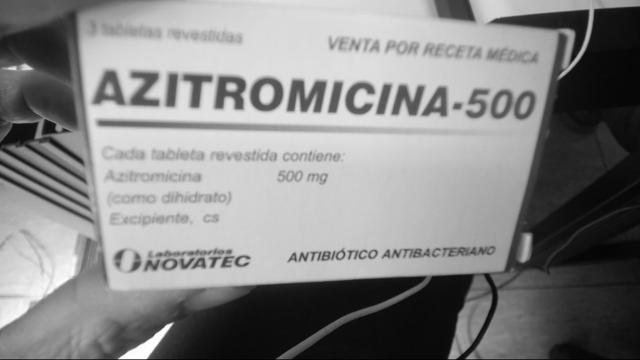 3 tabletas revestidas
VENTA POR RECETA MÉDICA
AZITROMICINA-500
Cada tableta revestida contiene:
Azitromicina 500 mg
(como dihidrato)
Excipiente, cs
Laboratorios
NOVATEC
ANTIBIÓTICO ANTIBACTERIANO